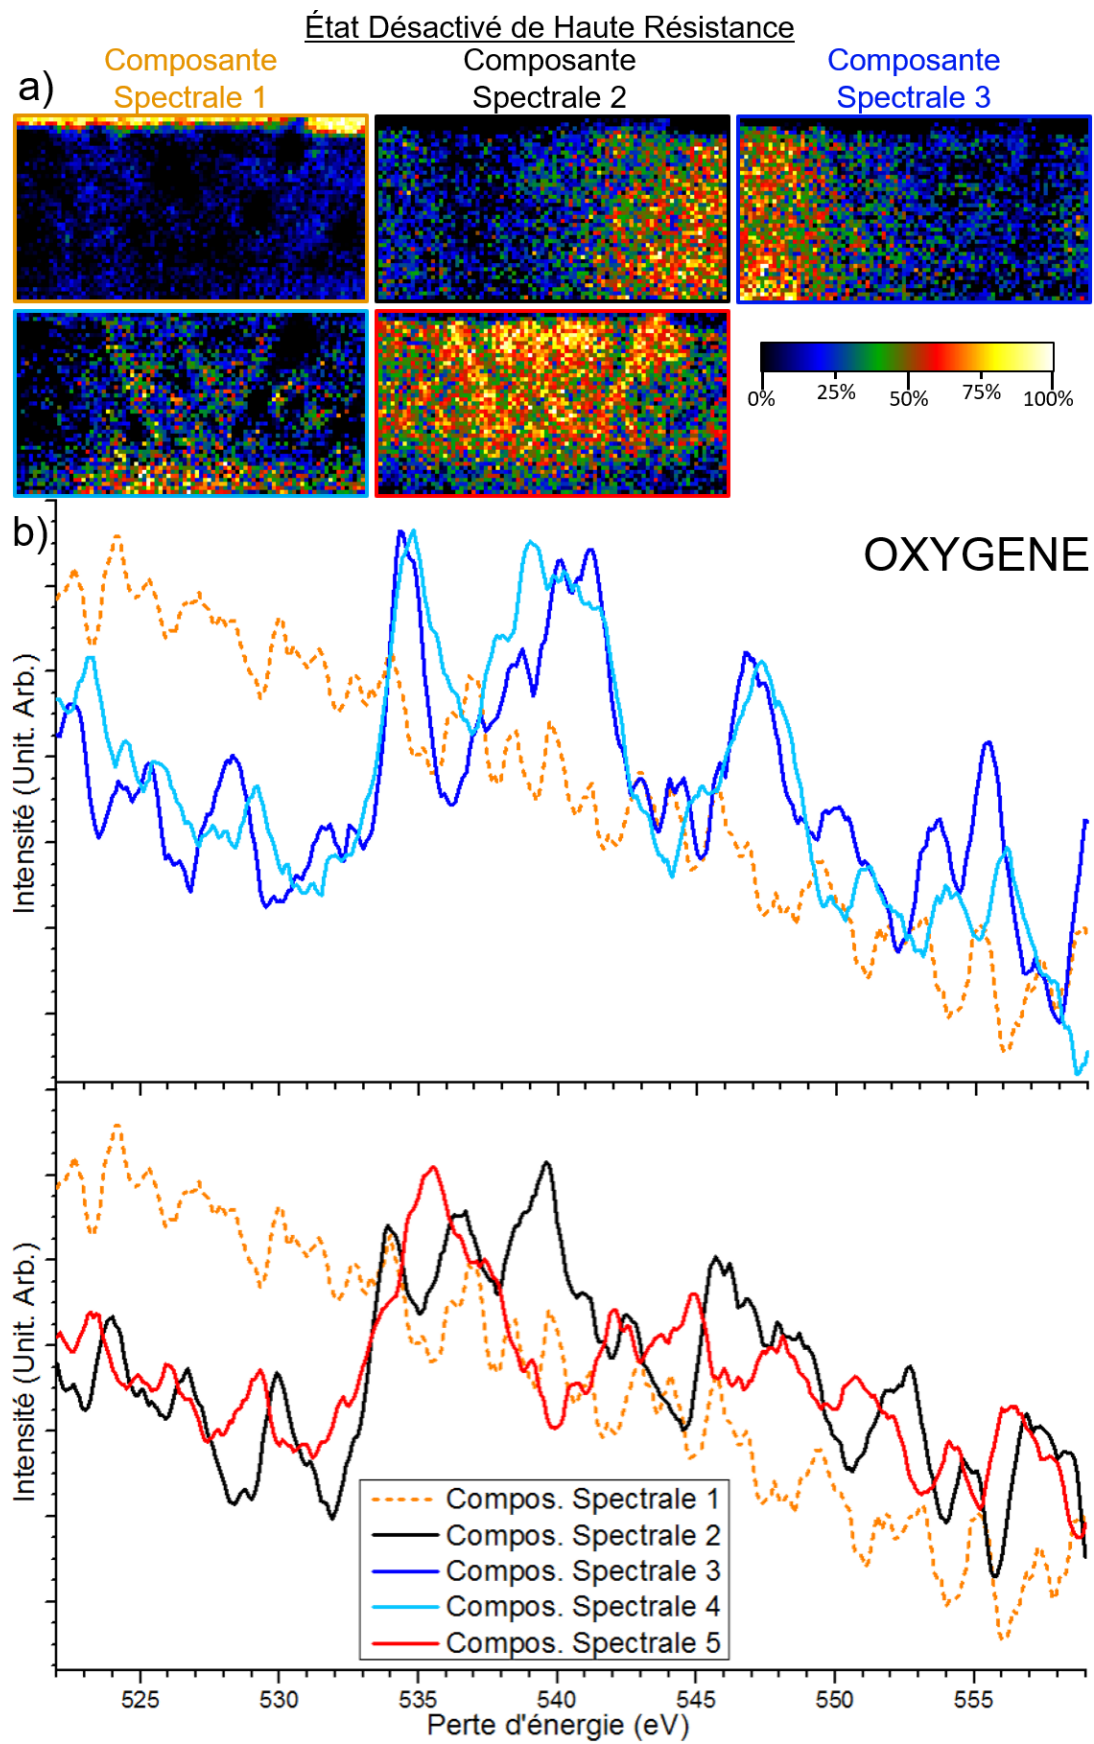 État Désactivé de Haute Résistance
Composante
Spectrale 1
Composante
Spectrale 2
Composante
Spectrale 3
a)
0%
25%
50%
75%
100%
b)
OXYGENE
Intensité (Unit. Arb.)
Intensité (Unit. Arb.)
Compos. Spectrale 1
Compos. Spectrale 2
Compos. Spectrale 3
Compos. Spectrale 4
Compos. Spectrale 5
525
530
535
540
545
550
555
Perte d'énergie (eV)